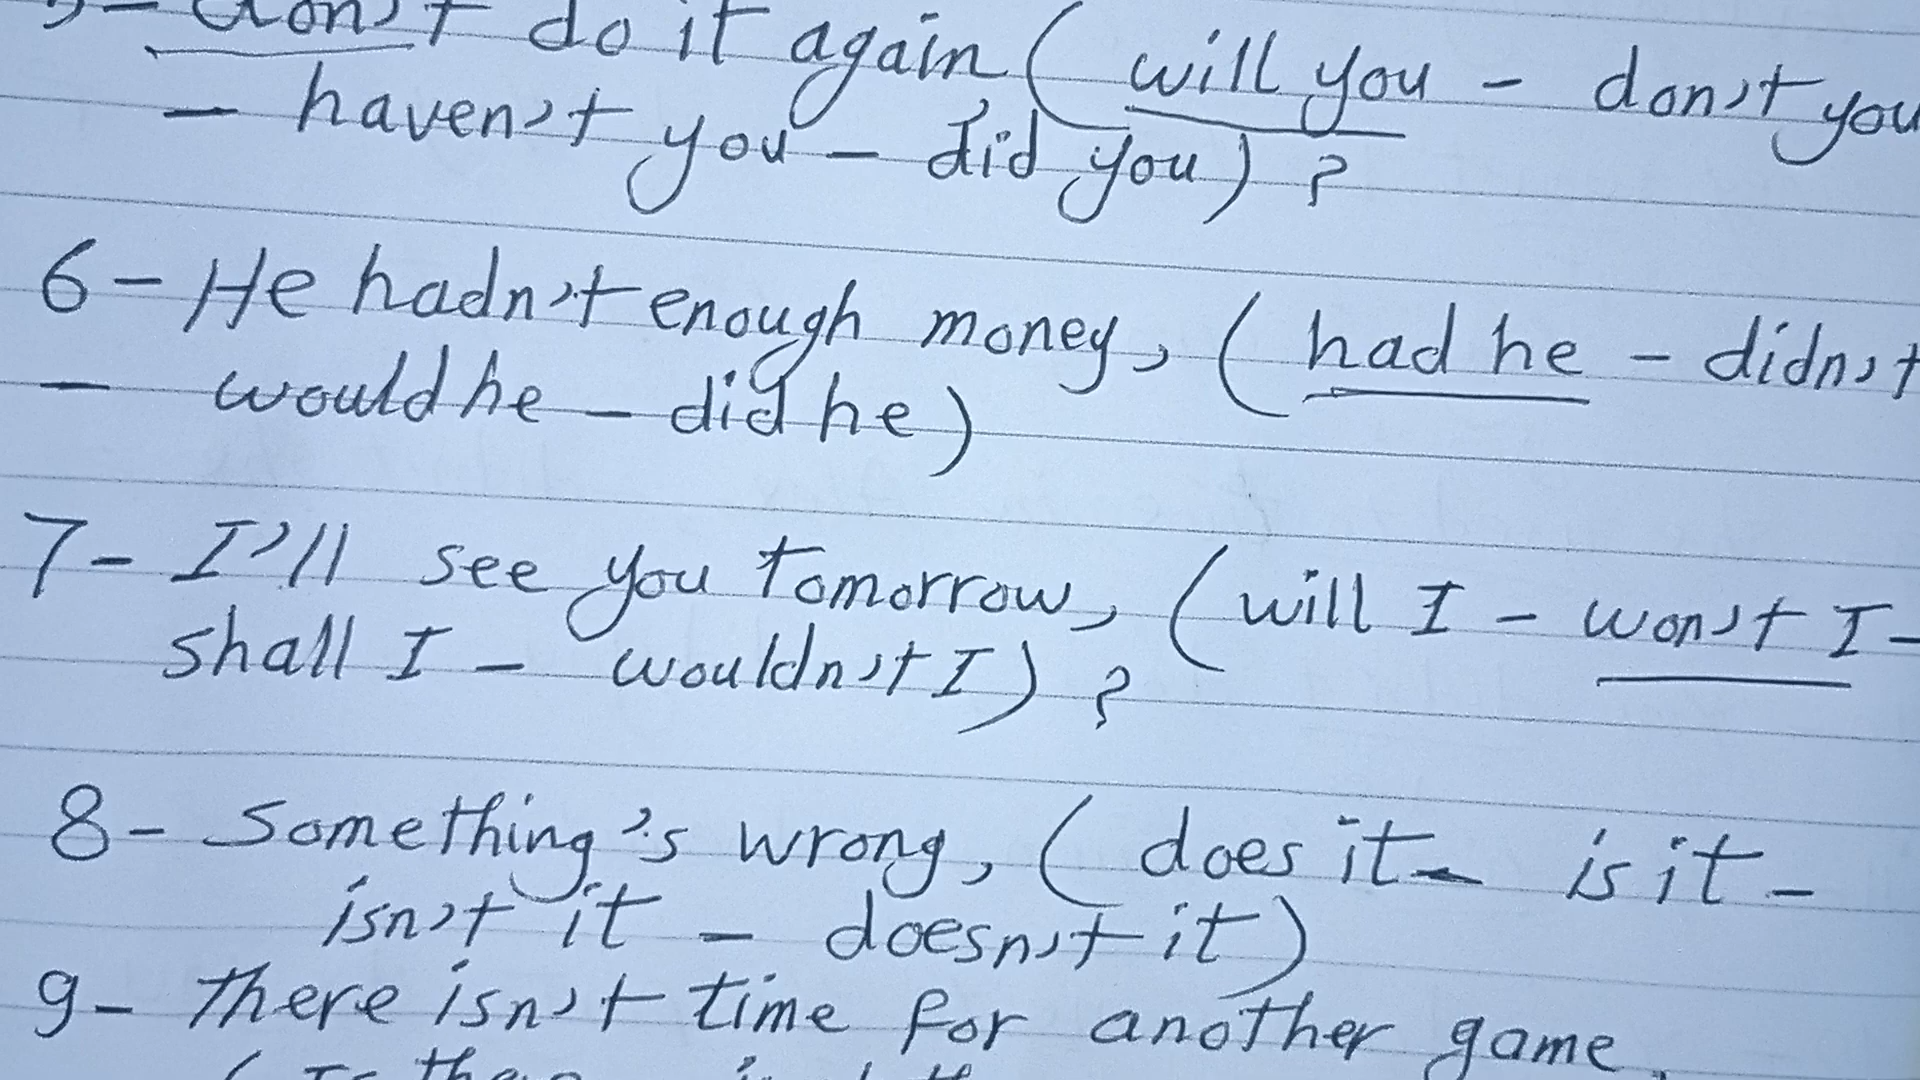 don't do it again, (will you - don't you
- haven't you - did you) ?
6 - He hadn't enough money, (had he - didn't
- would he - did he)
7 - I'll see you tomorrow, (will I - won't I -
shall I - wouldn't I) ?
8 - Something's wrong, (does it - is it -
isn't it - doesn't it)
9 - There isn't time for another game,